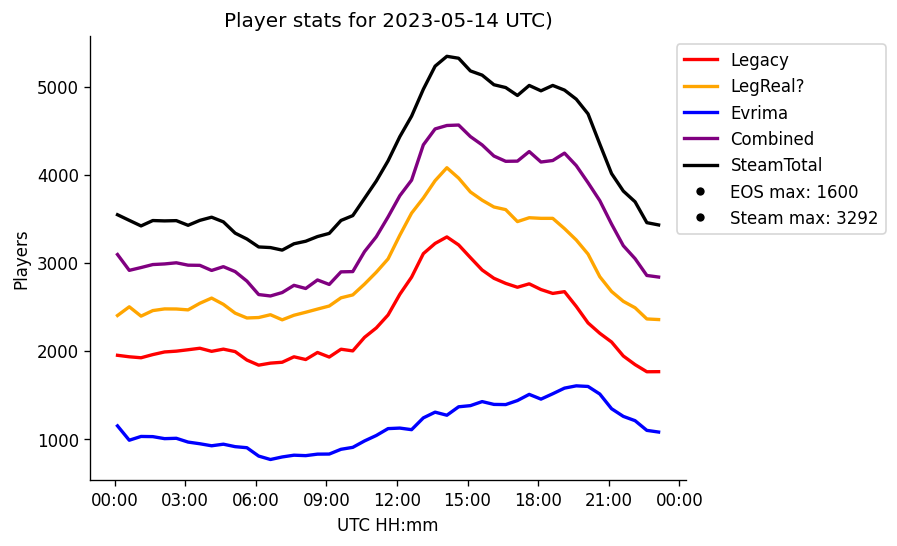 Player stats for 2023-05-14 UTC)
Legacy
LegReal?
Evrima
Combined
SteamTotal
EOS max: 1600
Steam max: 3292
Players
5000
4000
3000
2000
1000
00:00 03:00 06:00 09:00 12:00 15:00 18:00 21:00 00:00
UTC HH:mm